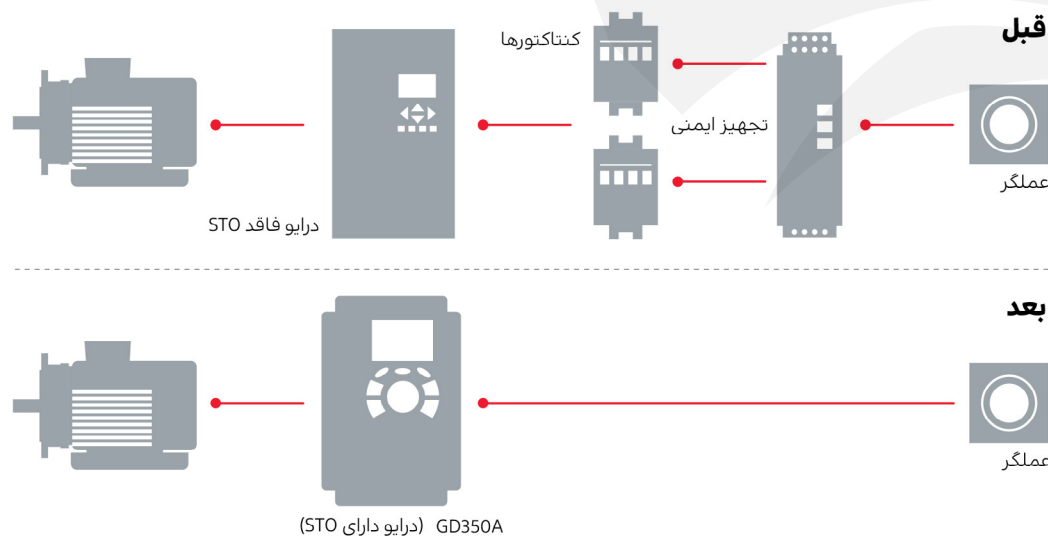 قبل
کنتاکتورها
تجهیز ایمنی
عملگر
درایو فاقد STO
بعد
عملگر
GD350A (درایو دارای STO)